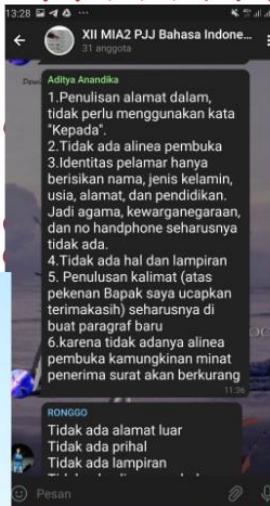 13:28
XII MIA2 PJJ Bahasa Indone...
31 anggota
Aditya Anandika
1.Penulisan alamat dalam,
tidak perlu menggunakan kata
"Kepada".
2.Tidak ada alinea pembuka
3.Identitas pelamar hanya
berisikan nama, jenis kelamin,
usia, alamat, dan pendidikan.
Jadi agama, kewarganegaraan,
dan no handphone seharusnya
tidak ada.
4.Tidak ada hal dan lampiran
5. Penulusan kalimat (atas
pekenan Bapak saya ucapkan
terimakasih) seharusnya di
buat paragraf baru
6.karena tidak adanya alinea
pembuka kamungkinan minat
penerima surat akan berkurang
11:36
RONGGO
Tidak ada alamat luar
Tidak ada prihal
Tidak ada lampiran
Pesan